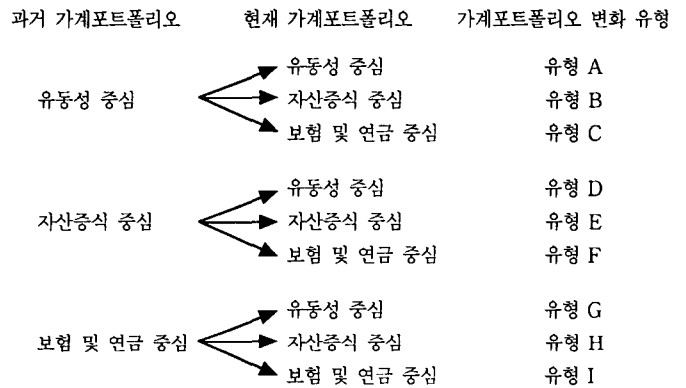 과거 가계포트폴리오 현재 가계포트폴리오 가계포트폴리오 변화 유형
유동성 중심 유형 A
유동성 중심 자산증식 중심 유형 B
보험 및 연금 중심 유형 C
유동성 중심 유형 D
자산증식 중심 자산증식 중심 유형 E
보험 및 연금 중심 유형 F
유동성 중심 유형 G
보험 및 연금 중심 자산증식 중심 유형 H
보험 및 연금 중심 유형 I